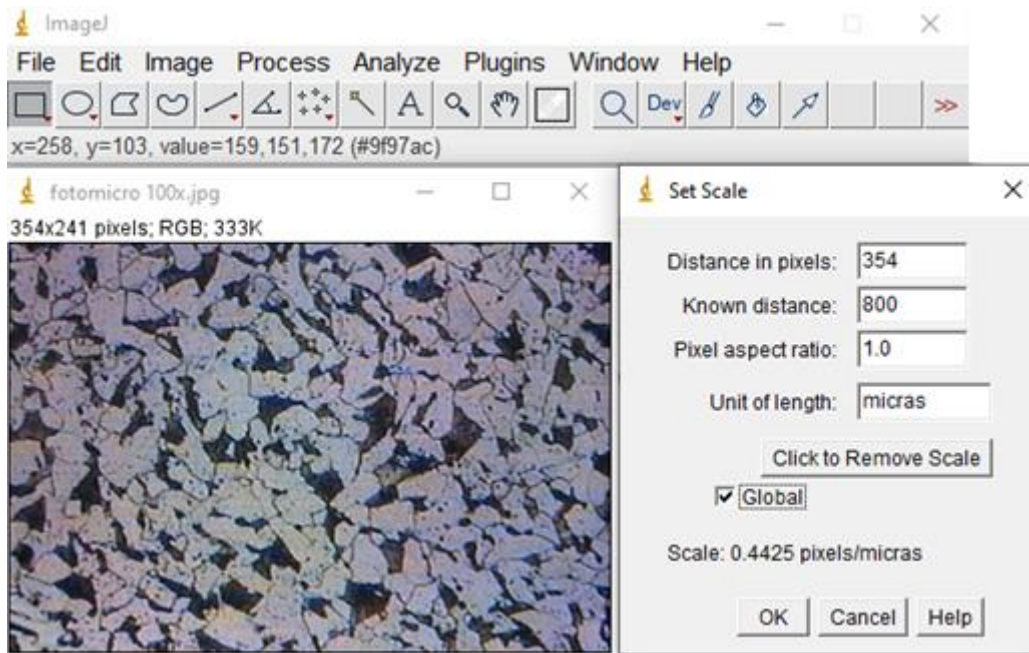 ImageJ
File Edit Image Process Analyze Plugins Window Help
A Dev >>
x=258, y=103, value=159,151,172 (#9f97ac)
fotomicro 100x.jpg
354x241 pixels; RGB; 333K
Set Scale
Distance in pixels: 354
Known distance: 800
Pixel aspect ratio: 1.0
Unit of length: micras
Click to Remove Scale
Global
Scale: 0.4425 pixels/micras
OK Cancel Help